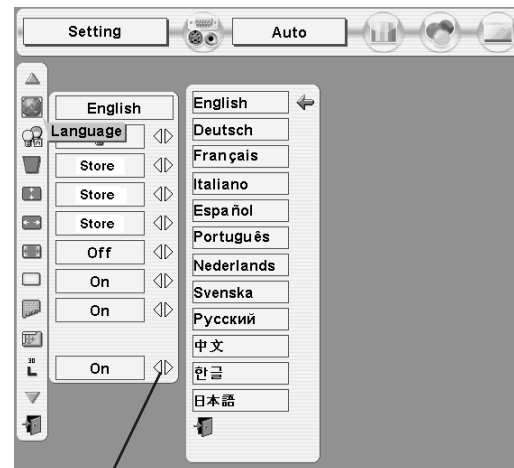 Setting
Auto
English
Language
Store
Store
Store
Off
On
On
On
English
Deutsch
Français
Italiano
Español
Português
Nederlands
Svenska
Русский
中文
한글
日本語